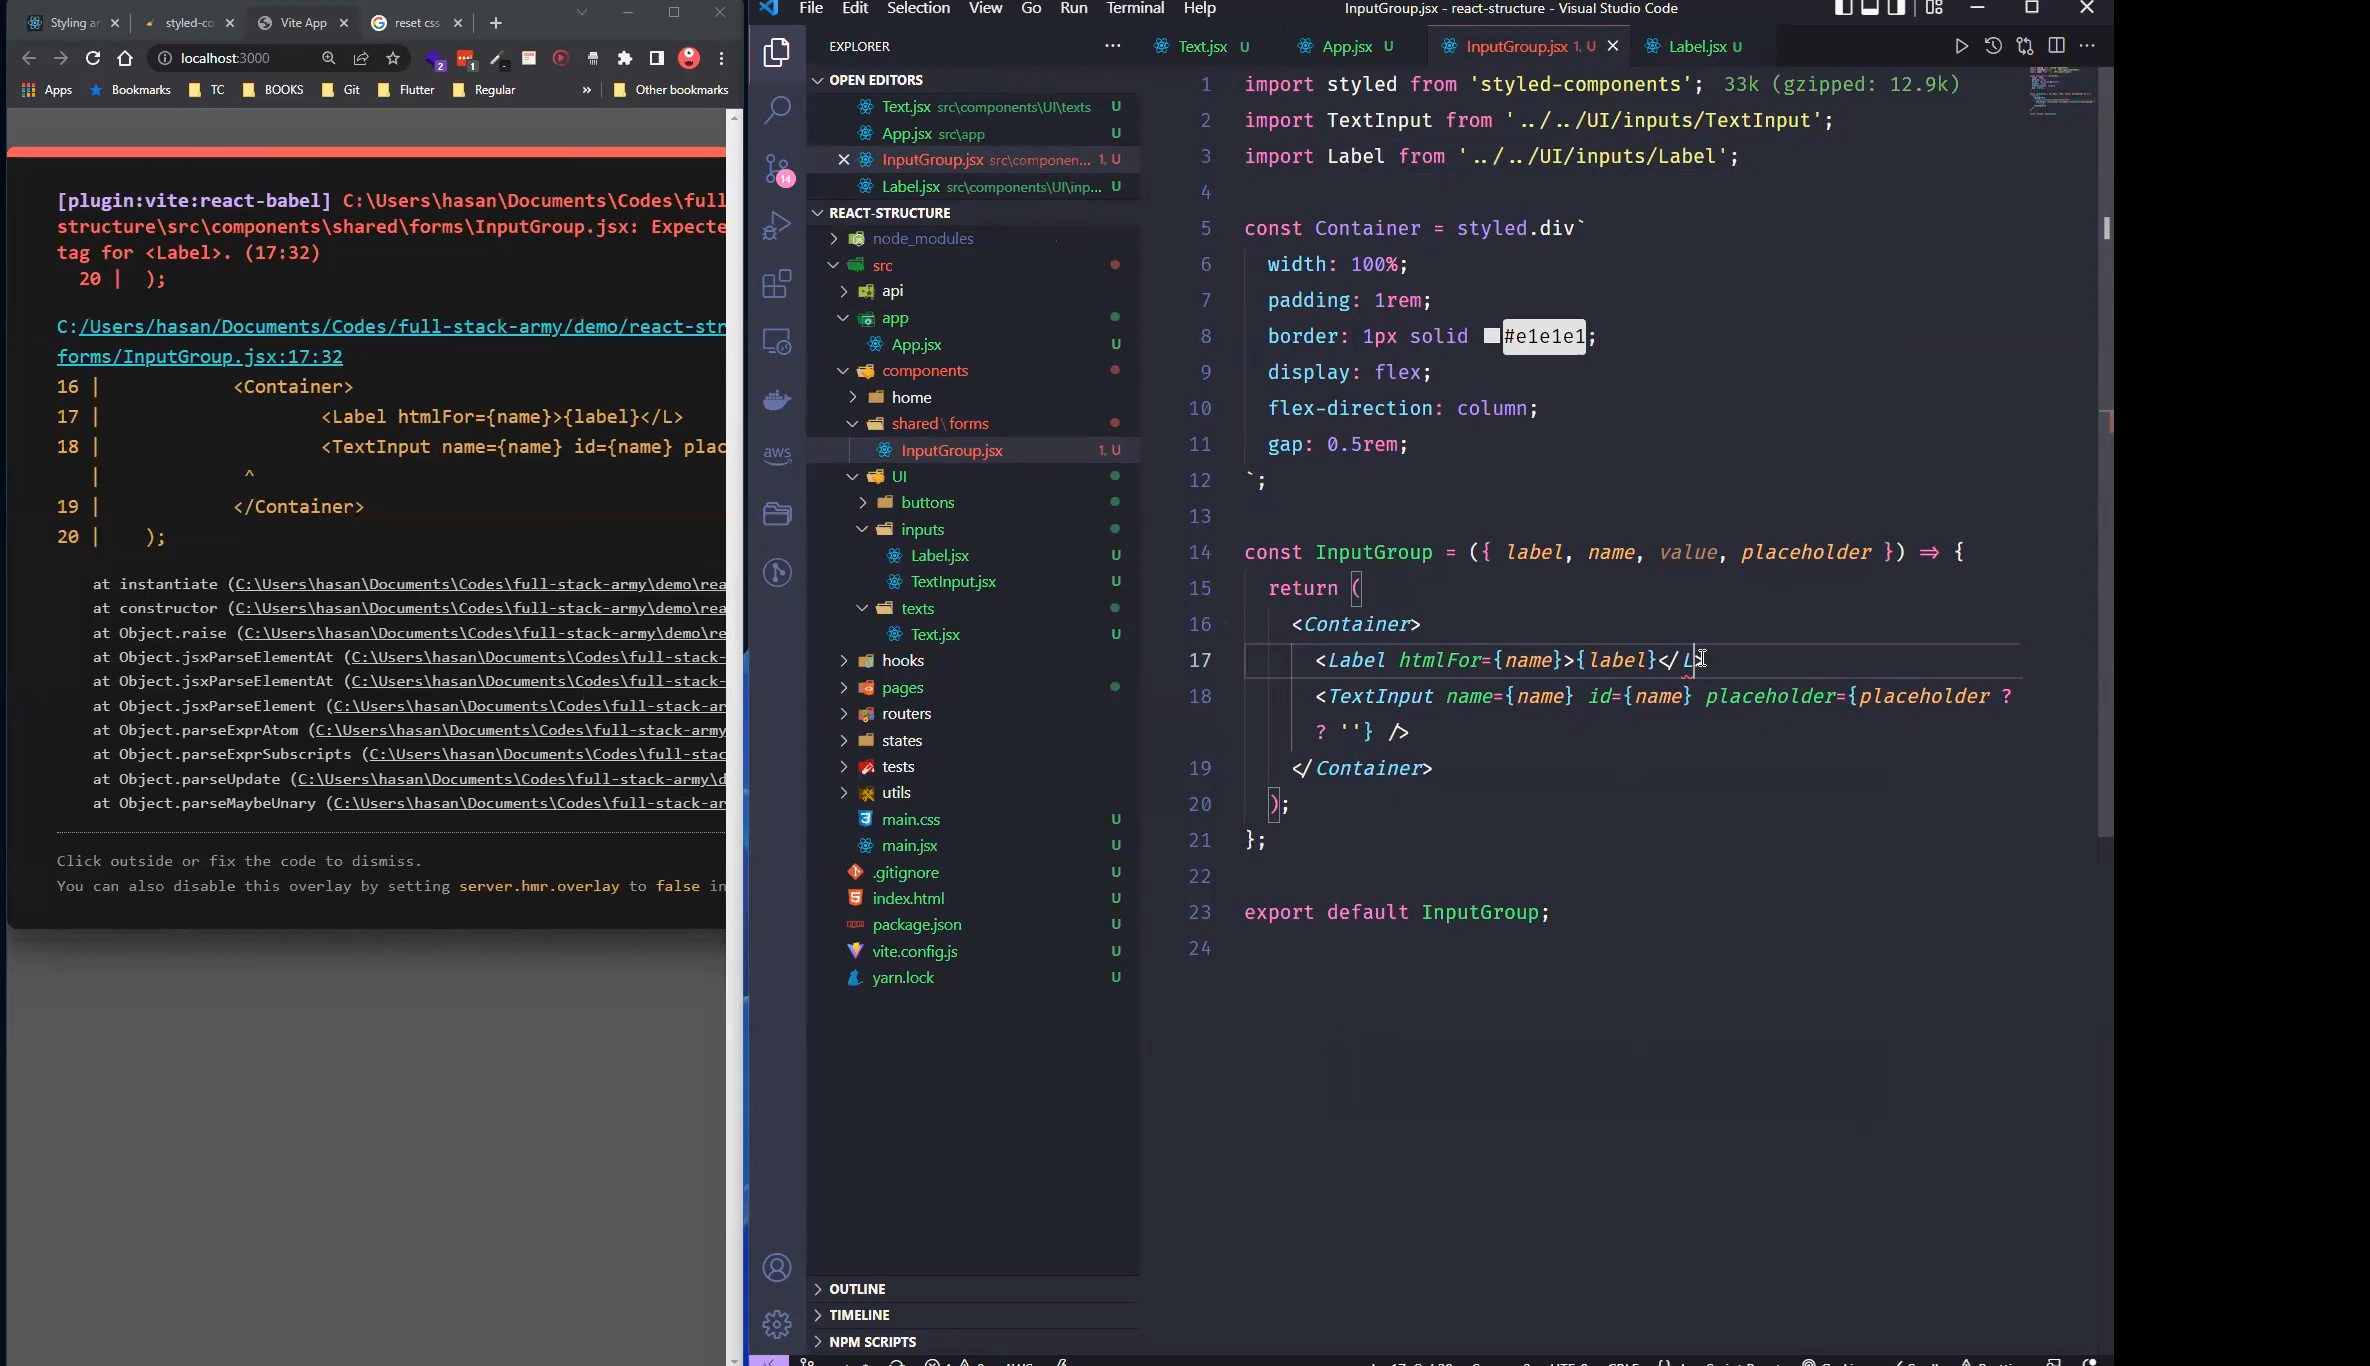 Styling ar
styled-co
Vite App
reset css
localhost:3000
2
1
Apps
Bookmarks
TC
BOOKS
Git
Flutter
Regular
»
Other bookmarks
[plugin:vite:react-babel] C:\Users\hasan\Documents\Codes\full
structure\src\components\shared\forms\InputGroup.jsx: Expecte
tag for <Label>. (17:32)
20 | );
C:/Users/hasan/Documents/Codes/full-stack-army/demo/react-str
forms/InputGroup.jsx:17:32
16 | <Container>
17 | <Label htmlFor={name}>{label}</L>
18 | <TextInput name={name} id={name} plac
| ^
19 | </Container>
20 | );
at instantiate (C:\Users\hasan\Documents\Codes\full-stack-army\demo\rea
at constructor (C:\Users\hasan\Documents\Codes\full-stack-army\demo\rea
at Object.raise (C:\Users\hasan\Documents\Codes\full-stack-army\demo\re
at Object.jsxParseElementAt (C:\Users\hasan\Documents\Codes\full-stack-
at Object.jsxParseElementAt (C:\Users\hasan\Documents\Codes\full-stack-
at Object.jsxParseElement (C:\Users\hasan\Documents\Codes\full-stack-ar
at Object.parseExprAtom (C:\Users\hasan\Documents\Codes\full-stack-army
at Object.parseExprSubscripts (C:\Users\hasan\Documents\Codes\full-stac
at Object.parseUpdate (C:\Users\hasan\Documents\Codes\full-stack-army\d
at Object.parseMaybeUnary (C:\Users\hasan\Documents\Codes\full-stack-ar
Click outside or fix the code to dismiss.
You can also disable this overlay by setting server.hmr.overlay to false in
File Edit Selection View Go Run Terminal Help
InputGroup.jsx - react-structure - Visual Studio Code
14
aws
EXPLORER
OPEN EDITORS
Text.jsx src\components\UI\texts U
App.jsx src\app U
InputGroup.jsx src\componen... 1, U
Label.jsx src\components\UI\inp... U
REACT-STRUCTURE
node_modules
src
api
app
App.jsx U
components
home
shared\forms
InputGroup.jsx 1, U
UI
buttons
inputs
Label.jsx U
TextInput.jsx U
texts
Text.jsx U
hooks
pages
routers
states
tests
utils
main.css U
main.jsx U
.gitignore U
index.html U
package.json U
vite.config.js U
yarn.lock U
OUTLINE
TIMELINE
NPM SCRIPTS
Text.jsx U
App.jsx U
InputGroup.jsx 1, U
Label.jsx U
1 import styled from 'styled-components'; 33k (gzipped: 12.9k)
2 import TextInput from '../../UI/inputs/TextInput';
3 import Label from '../../UI/inputs/Label';
4
5 const Container = styled.div`
6 width: 100%;
7 padding: 1rem;
8 border: 1px solid #e1e1e1;
9 display: flex;
10 flex-direction: column;
11 gap: 0.5rem;
12 `;
13
14 const InputGroup = ({ label, name, value, placeholder }) => {
15 return (
16 <Container>
17 <Label htmlFor={name}>{label}</L>
18 <TextInput name={name} id={name} placeholder={placeholder ?
? ''} />
19 </Container>
20 );
21 };
22
23 export default InputGroup;
24